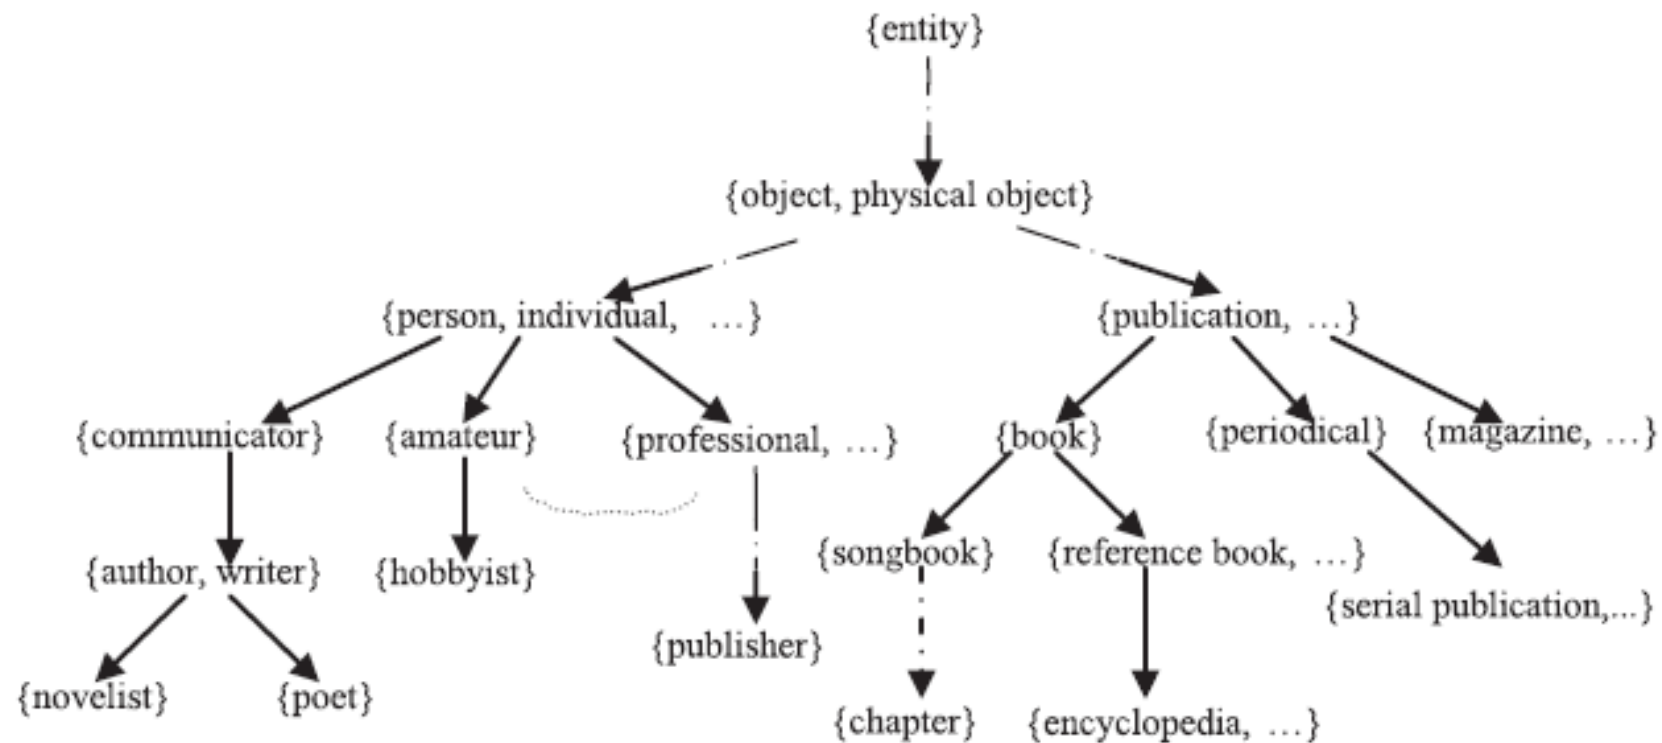 {entity}
{object, physical object}
{person, individual, ...}
{publication, ...}
{communicator}
{amateur}
{professional, ...}
{book}
{periodical}
{magazine, ...}
{author, writer}
{hobbyist}
{songbook}
{reference book, ...}
{serial publication,...}
{publisher}
{novelist}
{poet}
{chapter}
{encyclopedia, ...}